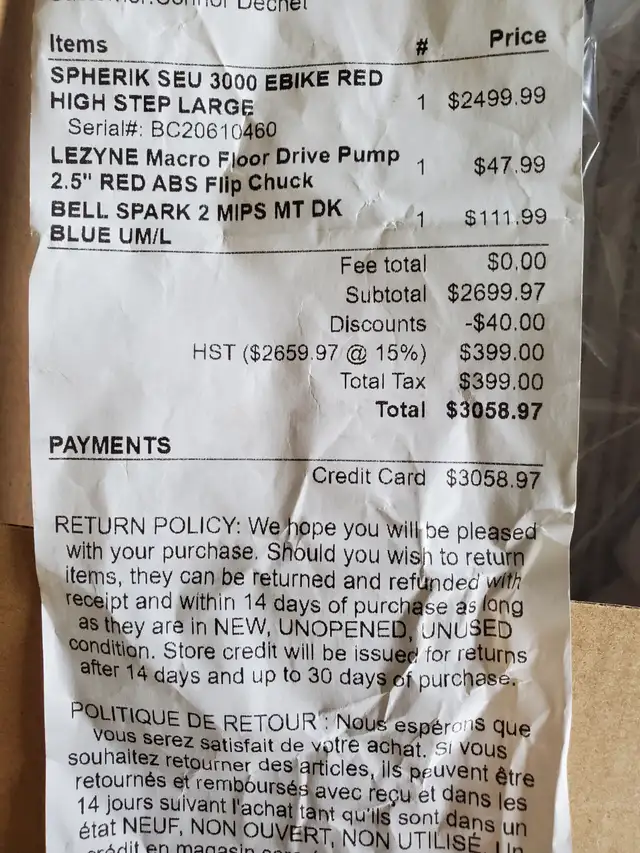 Customer:Connor Dechet
Items # Price
SPHERIK SEU 3000 EBIKE RED
HIGH STEP LARGE 1 $2499.99
Serial#: BC20610460
LEZYNE Macro Floor Drive Pump 1 $47.99
2.5" RED ABS Flip Chuck
BELL SPARK 2 MIPS MT DK 1 $111.99
BLUE UM/L
Fee total $0.00
Subtotal $2699.97
Discounts -$40.00
HST ($2659.97 @ 15%) $399.00
Total Tax $399.00
Total $3058.97
PAYMENTS
Credit Card $3058.97
RETURN POLICY: We hope you will be pleased
with your purchase. Should you wish to return
items, they can be returned and refunded with
receipt and within 14 days of purchase as long
as they are in NEW, UNOPENED, UNUSED
condition. Store credit will be issued for returns
after 14 days and up to 30 days of purchase.
POLITIQUE DE RETOUR : Nous espérons que
vous serez satisfait de votre achat. Si vous
souhaitez retourner des articles, ils peuvent être
retournés et remboursés avec reçu et dans les
14 jours suivant l'achat tant qu'ils sont dans un
état NEUF, NON OUVERT, NON UTILISÉ. Un
crédit en magasin